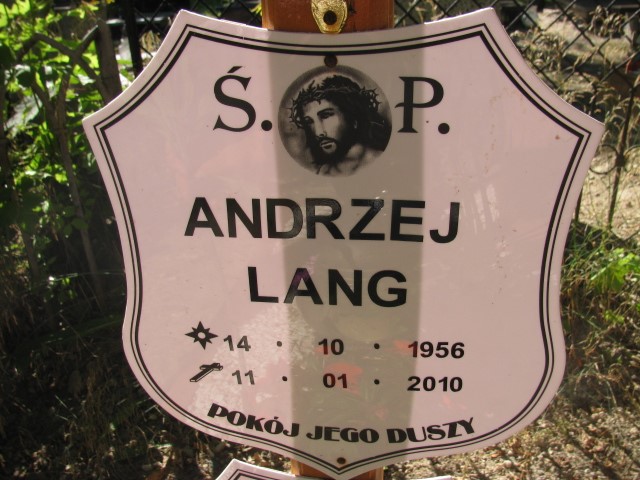 Ś. P.
ANDRZEJ
LANG
14 · 10 · 1956
11 · 01 · 2010
POKÓJ JEGO DUSZY